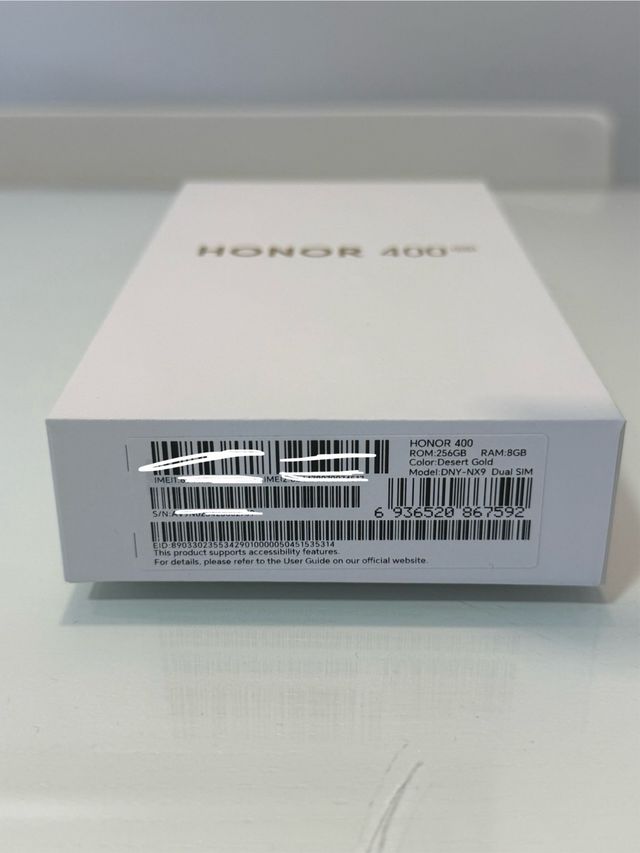 HONOR 400
HONOR 400
ROM:256GB RAM:8GB
Color:Desert Gold
Model:DNY-NX9 Dual SIM
IMEI1:
IMEI2:
S/N:
6 936520 867592
EID:89033023553429010000050451535314
This product supports accessibility features.
For details, please refer to the User Guide on our official website.